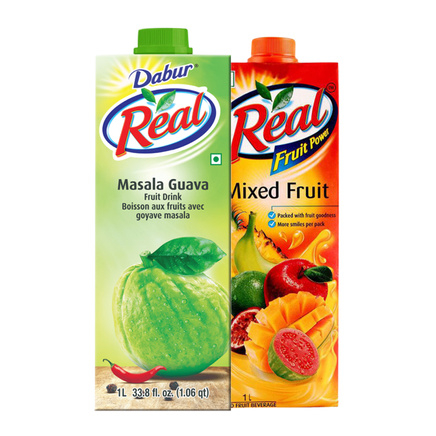 Dabur®
Real
Masala Guava
Fruit Drink
Boisson aux fruits avec
goyave masala
1L 33.8 fl. oz. (1.06 qt)
Real
Fruit Power
Mixed Fruit
Packed with fruit goodness
More smiles per pack
1L
FRUIT BEVERAGE